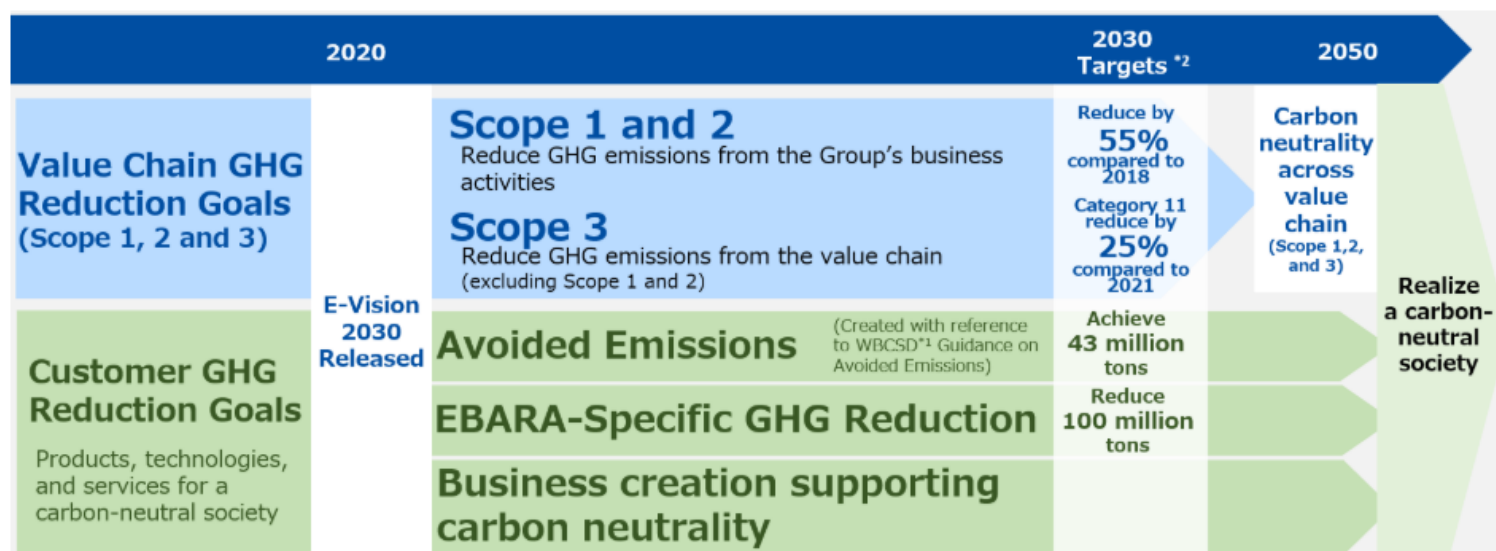 2020
2030
Targets *2
2050
Value Chain GHG
Reduction Goals
(Scope 1, 2 and 3)
E-Vision
2030
Released
Scope 1 and 2
Reduce GHG emissions from the Group's business
activities
Scope 3
Reduce GHG emissions from the value chain
(excluding Scope 1 and 2)
Reduce by
55%
compared to
2018
Category 11
reduce by
25%
compared to
2021
Carbon
neutrality
across
value
chain
(Scope 1,2,
and 3)
Customer GHG
Reduction Goals
Products, technologies,
and services for a
carbon-neutral society
Avoided Emissions
(Created with reference
to WBCSD*1 Guidance on
Avoided Emissions)
Achieve
43 million
tons
EBARA-Specific GHG Reduction
Reduce
100 million
tons
Business creation supporting
carbon neutrality
Realize
a carbon-
neutral
society